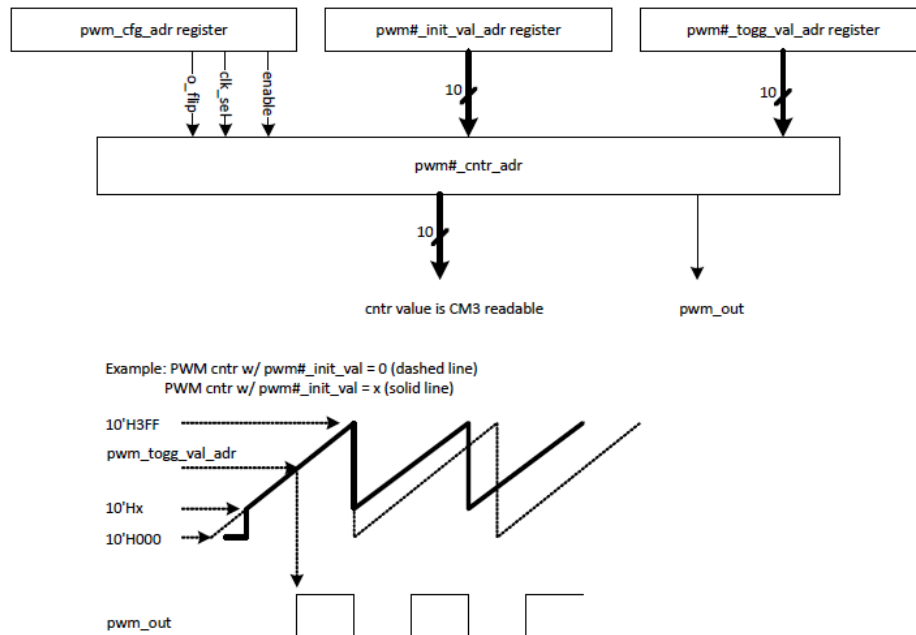 pwm_cfg_adr register
pwm#_init_val_adr register
pwm#_togg_val_adr register
o_flip
clk_sel
enable
10
10
pwm#_cntr_adr
10
cntr value is CM3 readable
pwm_out
Example: PWM cntr w/ pwm#_init_val = 0 (dashed line)
PWM cntr w/ pwm#_init_val = x (solid line)
10'H3FF
pwm_togg_val_adr
10'Hx
10'H000
pwm_out